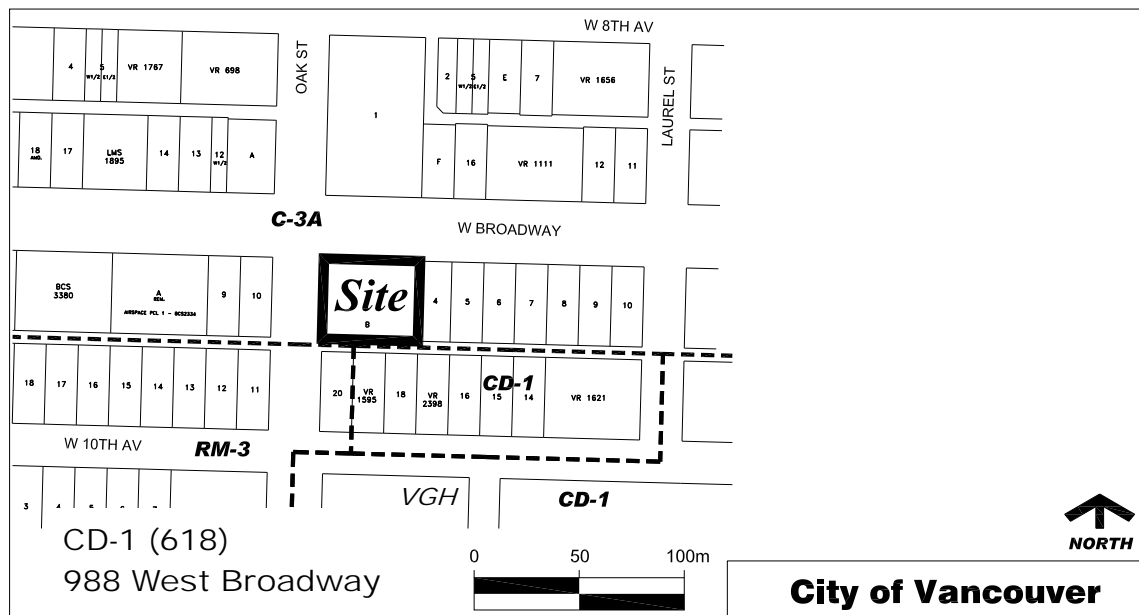 W 8TH AV
OAK ST
LAUREL ST
4
5
W1/2 E1/2
VR 1767
VR 698
2
5
W1/2 E1/2
E
7
VR 1656
1
18
AMD.
17
LMS
1895
14
13
12
W1/2
A
F
16
VR 1111
12
11
C-3A
W BROADWAY
BCS
3380
A
REM.
AIRSPACE PCL 1 - BCS2334
9
10
Site
B
4
5
6
7
8
9
10
18
17
16
15
14
13
12
11
20
VR
1595
18
VR
2398
16
15
14
CD-1
VR 1621
W 10TH AV
RM-3
VGH
CD-1
3
CD-1 (618)
988 West Broadway
0
50
100m
NORTH
City of Vancouver